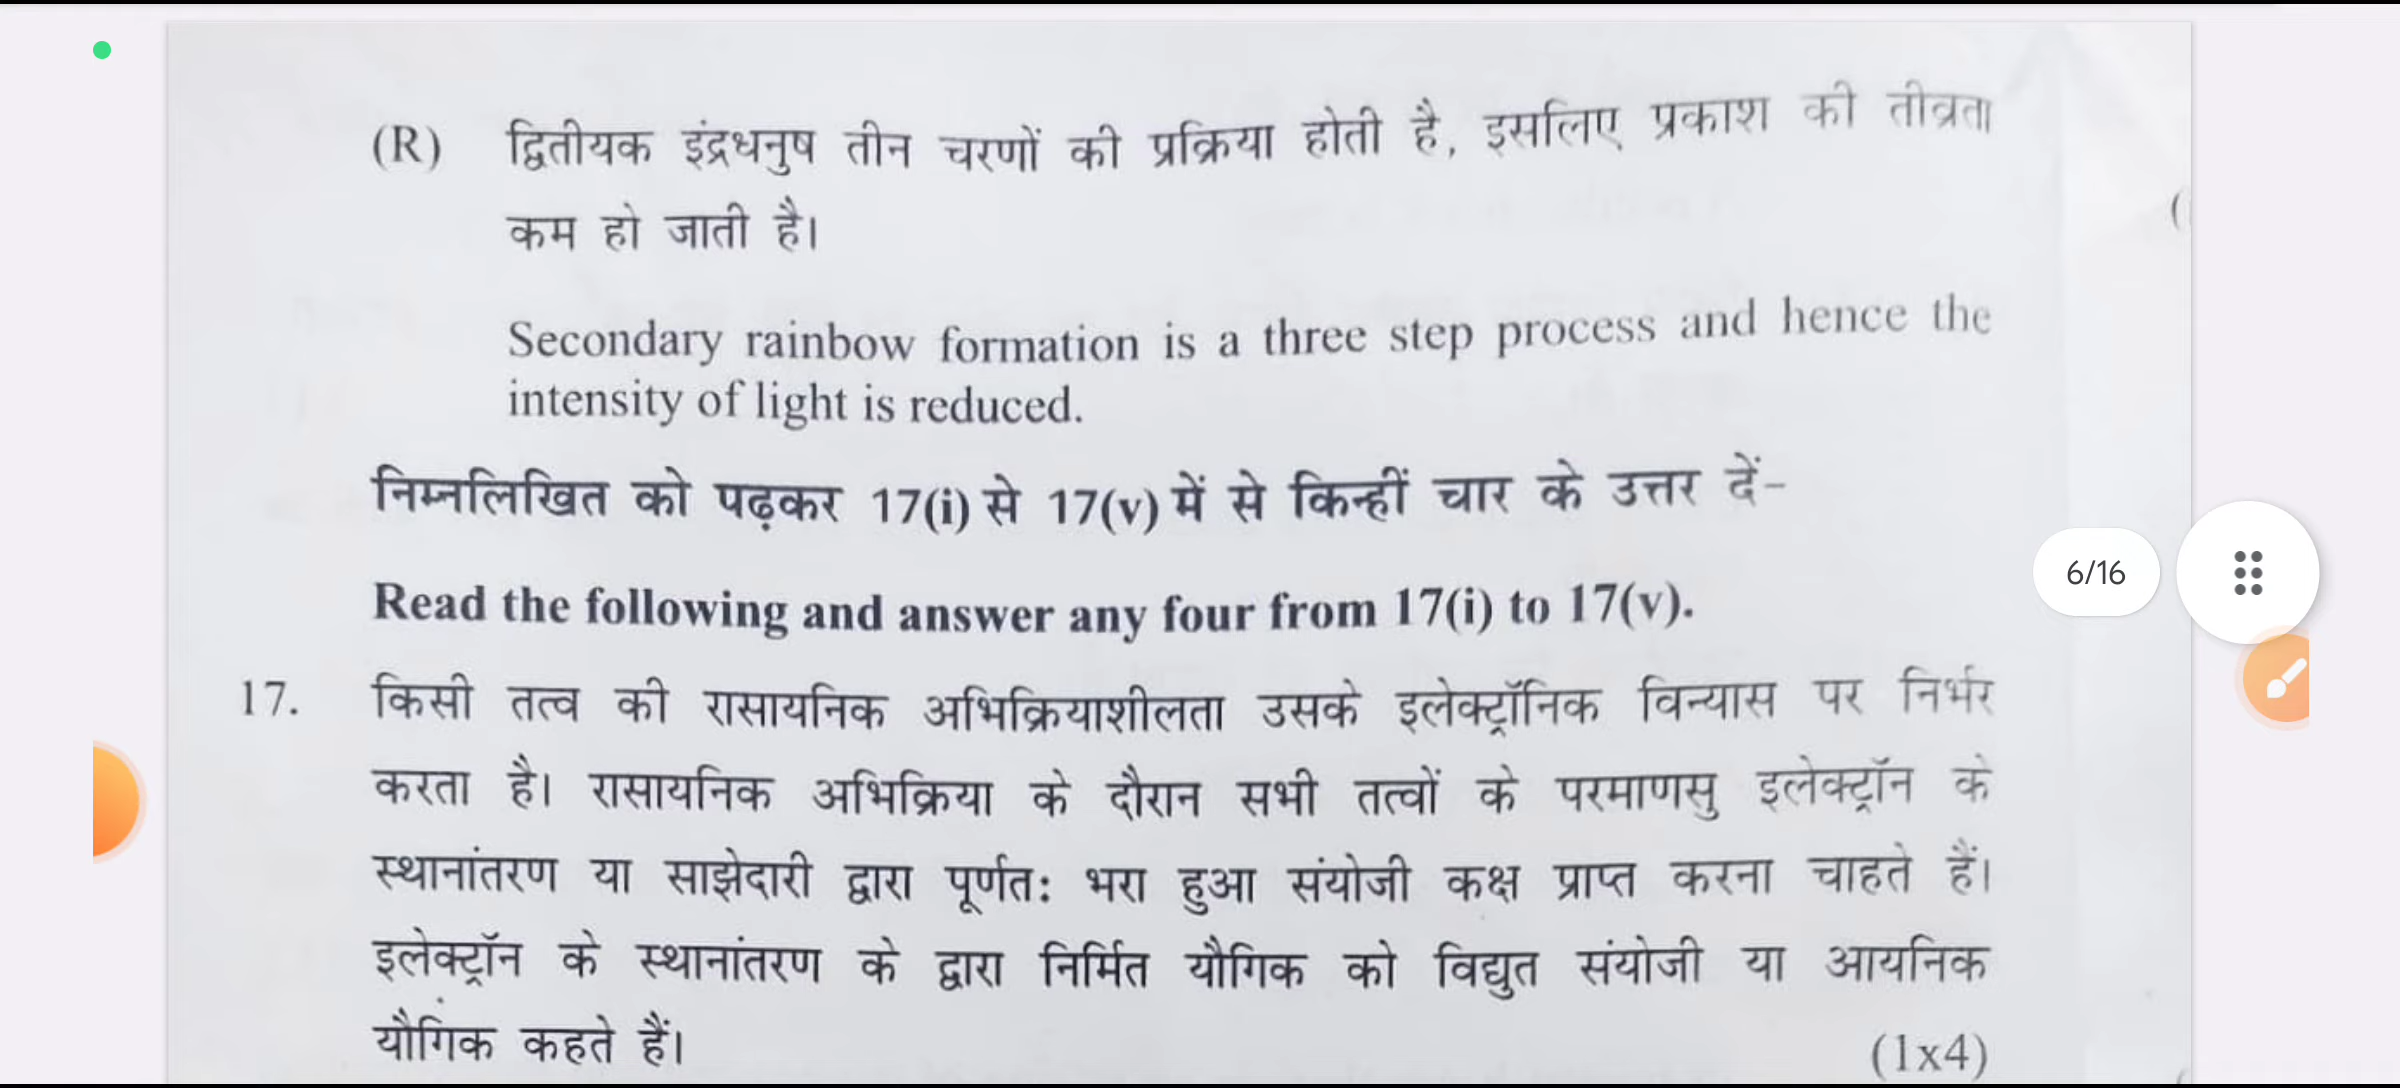 (R) द्वितीयक इंद्रधनुष तीन चरणों की प्रक्रिया होती है, इसलिए प्रकाश की तीव्रता
कम हो जाती है।
Secondary rainbow formation is a three step process and hence the
intensity of light is reduced.
निम्नलिखित को पढ़कर 17(i) से 17(v) में से किन्हीं चार के उत्तर दें-
6/16
Read the following and answer any four from 17(i) to 17(v).
17. किसी तत्व की रासायनिक अभिक्रियाशीलता उसके इलेक्ट्रॉनिक विन्यास पर निर्भर
करता है। रासायनिक अभिक्रिया के दौरान सभी तत्वों के परमाणसु इलेक्ट्रॉन के
स्थानांतरण या साझेदारी द्वारा पूर्णतः भरा हुआ संयोजी कक्ष प्राप्त करना चाहते हैं।
इलेक्ट्रॉन के स्थानांतरण के द्वारा निर्मित यौगिक को विद्युत संयोजी या आयनिक
यौगिक कहते हैं।
(1x4)